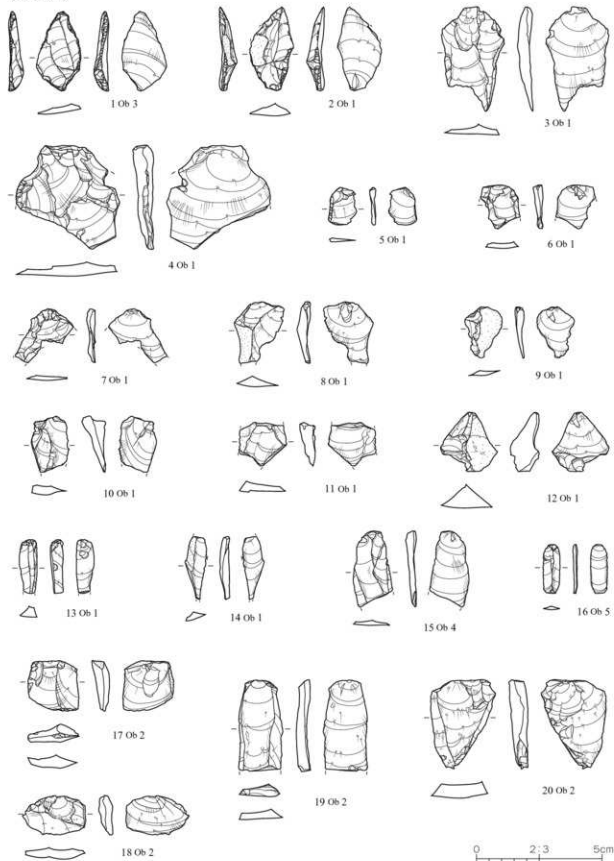 1 Ob 3
2 Ob 1
3 Ob 1
4 Ob 1
5 Ob 1
6 Ob 1
7 Ob 1
8 Ob 1
9 Ob 1
10 Ob 1
11 Ob 1
12 Ob 1
13 Ob 1
14 Ob 1
15 Ob 4
16 Ob 5
17 Ob 2
18 Ob 2
19 Ob 2
20 Ob 2
0 2:3 5cm